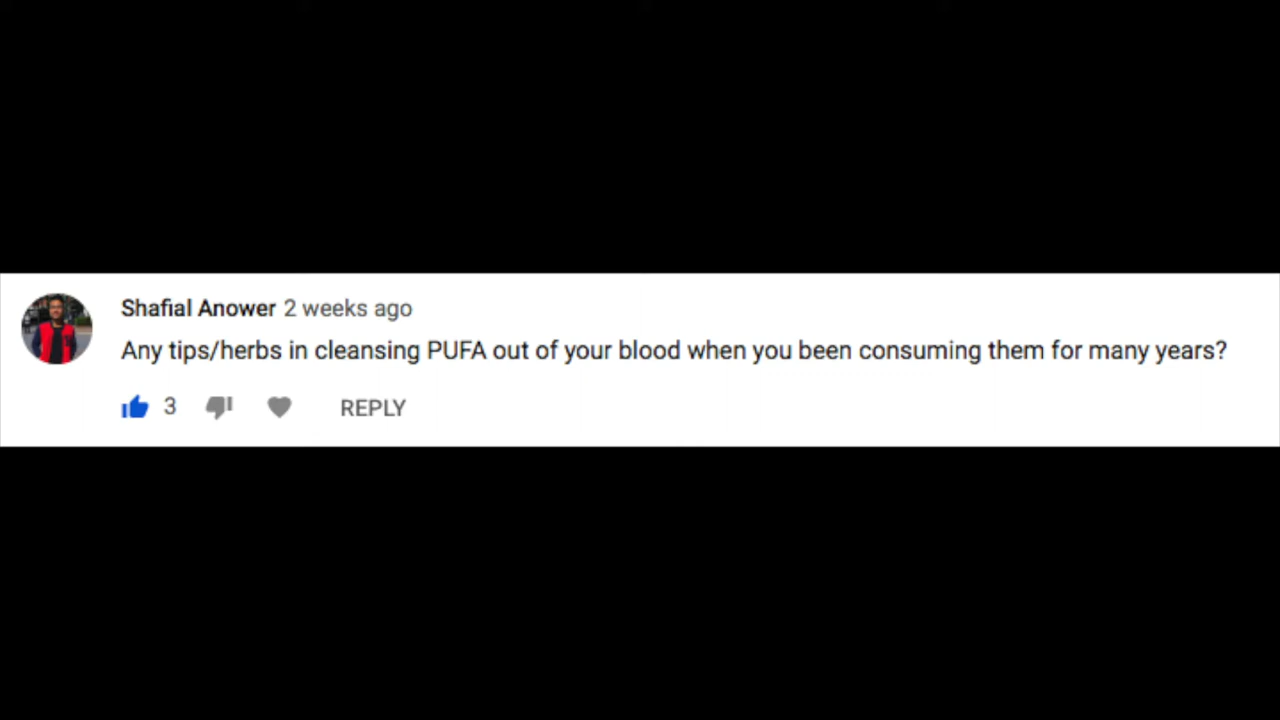 Shafial Anower 2 weeks ago
Any tips/herbs in cleansing PUFA out of your blood when you been consuming them for many years?
3 REPLY